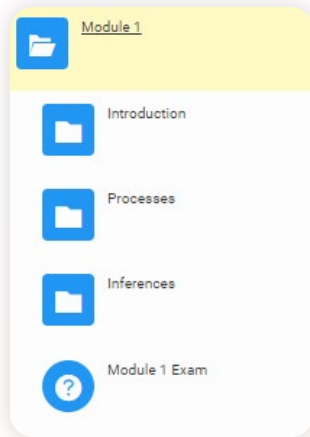 Module 1
Introduction
Processes
Inferences
Module 1 Exam